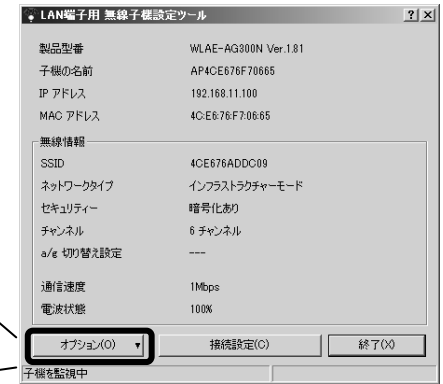 LAN端子用 無線子機設定ツール
製品型番 WLAE-AG300N Ver.1.81
子機の名前 AP4CE676F70665
IP アドレス 192.168.11.100
MAC アドレス 4C:E6:76:F7:06:65
無線情報
SSID 4CE676ADDC09
ネットワークタイプ インフラストラクチャーモード
セキュリティー 暗号化あり
チャンネル 6 チャンネル
a/g 切り替え設定 ---
通信速度 1Mbps
電波状態 100%
オプション(O) ▼ 接続設定(C) 終了(X)
子機を監視中